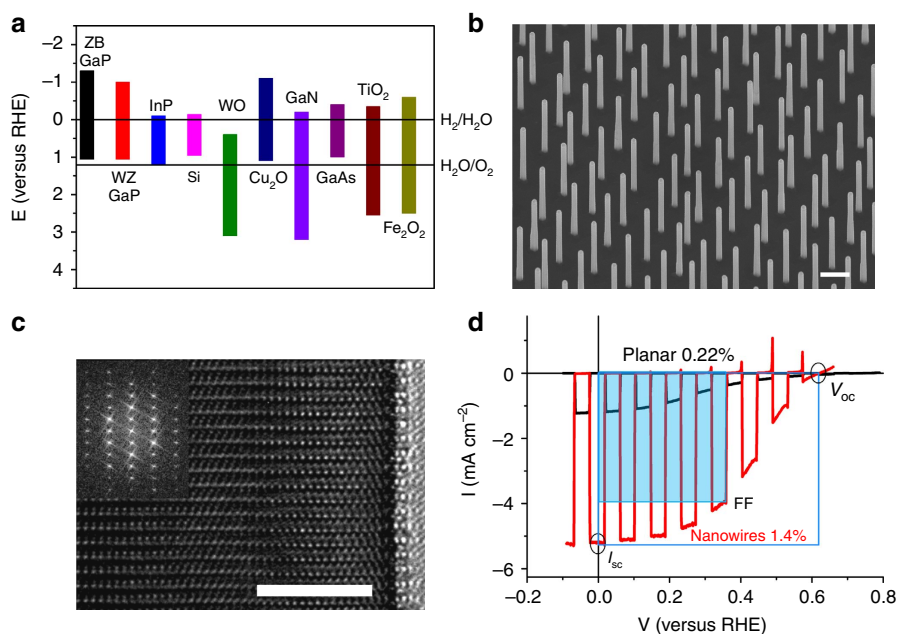 a
−2
−1
0
1
2
3
4
E (versus RHE)
ZB
GaP
WZ
GaP
InP
Si
WO
Cu₂O
GaN
GaAs
TiO₂
Fe₂O₂
H₂/H₂O
H₂O/O₂
b
c
d
0
−2
−4
−6
I (mA cm⁻²)
Planar 0.22%
Vₒc
FF
Nanowires 1.4%
Isc
−0.2
0.0
0.2
0.4
0.6
0.8
V (versus RHE)